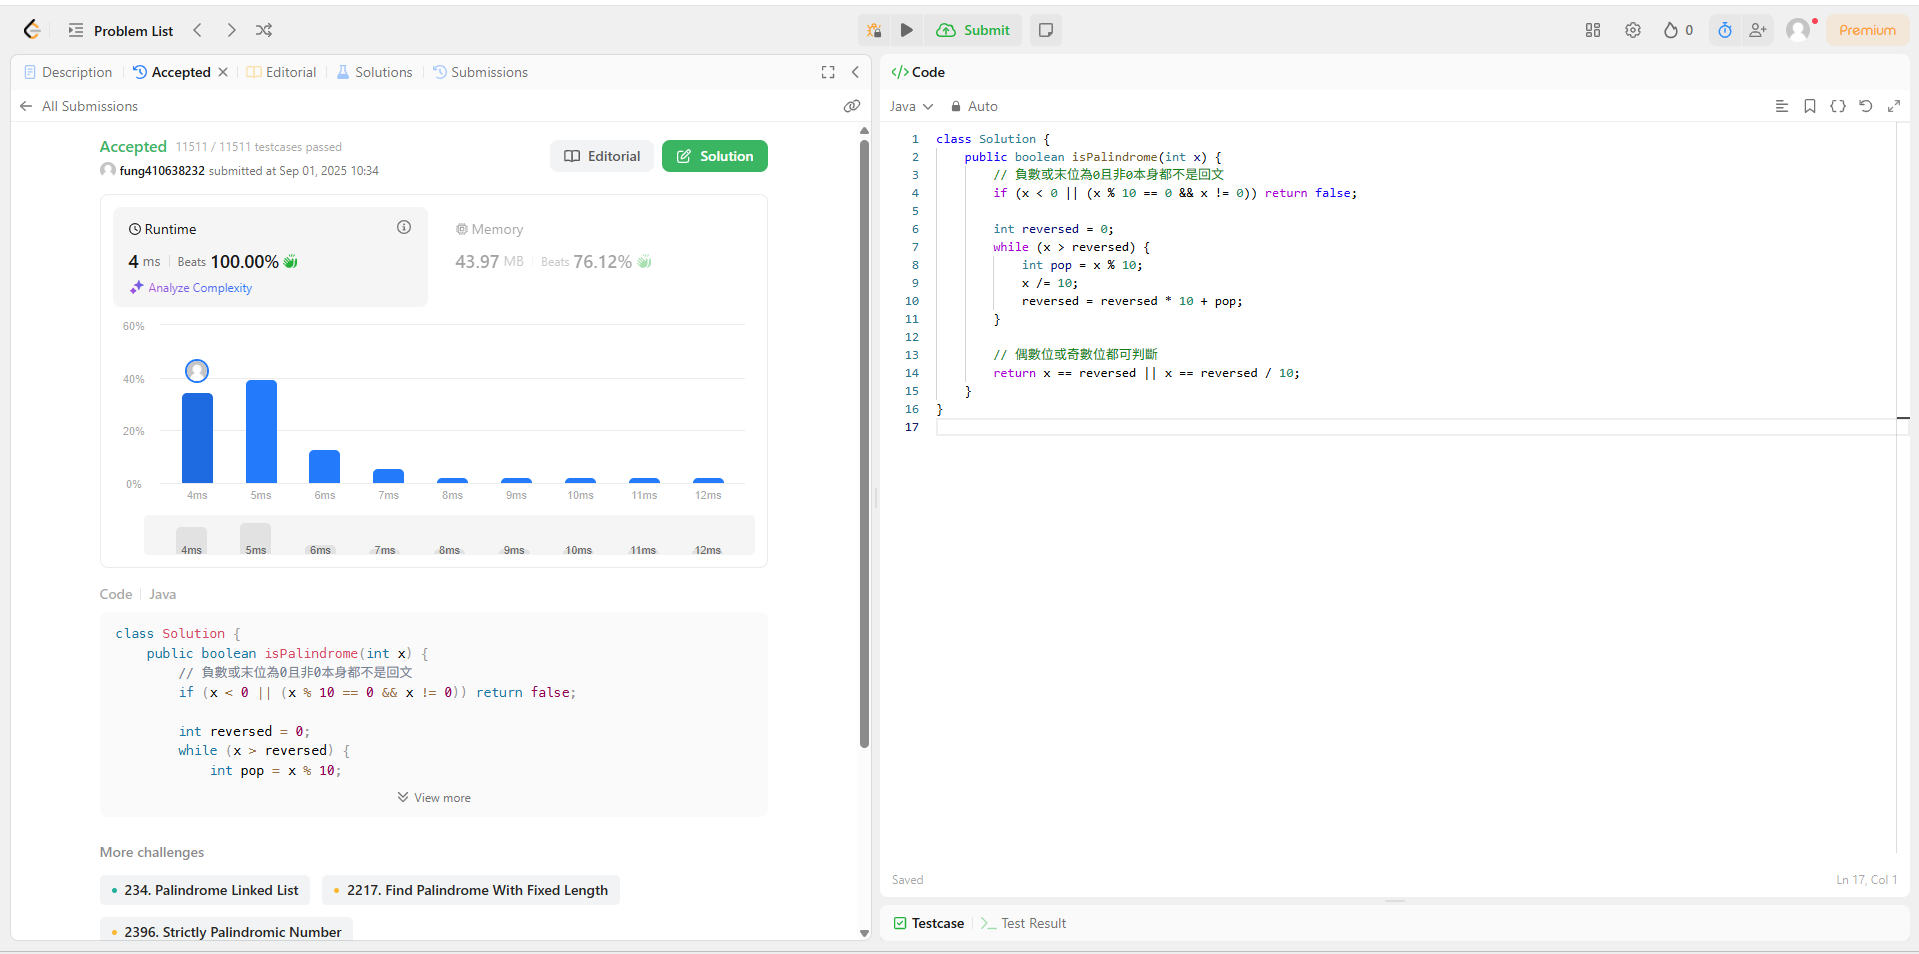 Problem List
Submit
0
Premium
Description
Accepted
Editorial
Solutions
Submissions
All Submissions
Accepted 11511 / 11511 testcases passed
fung410638232 submitted at Sep 01, 2025 10:34
Editorial
Solution
Runtime
4 ms Beats 100.00%
Analyze Complexity
Memory
43.97 MB Beats 76.12%
60%
40%
20%
0%
4ms 5ms 6ms 7ms 8ms 9ms 10ms 11ms 12ms
4ms 5ms 6ms 7ms 8ms 9ms 10ms 11ms 12ms
Code Java
class Solution {
public boolean isPalindrome(int x) {
// 負數或末位為0且非0本身都不是回文
if (x < 0 || (x % 10 == 0 && x != 0)) return false;
int reversed = 0;
while (x > reversed) {
int pop = x % 10;
View more
More challenges
234. Palindrome Linked List
2217. Find Palindrome With Fixed Length
2396. Strictly Palindromic Number
</> Code
Java
Auto
1 class Solution {
2 public boolean isPalindrome(int x) {
3 // 負數或末位為0且非0本身都不是回文
4 if (x < 0 || (x % 10 == 0 && x != 0)) return false;
5
6 int reversed = 0;
7 while (x > reversed) {
8 int pop = x % 10;
9 x /= 10;
10 reversed = reversed * 10 + pop;
11 }
12
13 // 偶數位或奇數位都可判斷
14 return x == reversed || x == reversed / 10;
15 }
16 }
17
Saved
Ln 17, Col 1
Testcase
Test Result